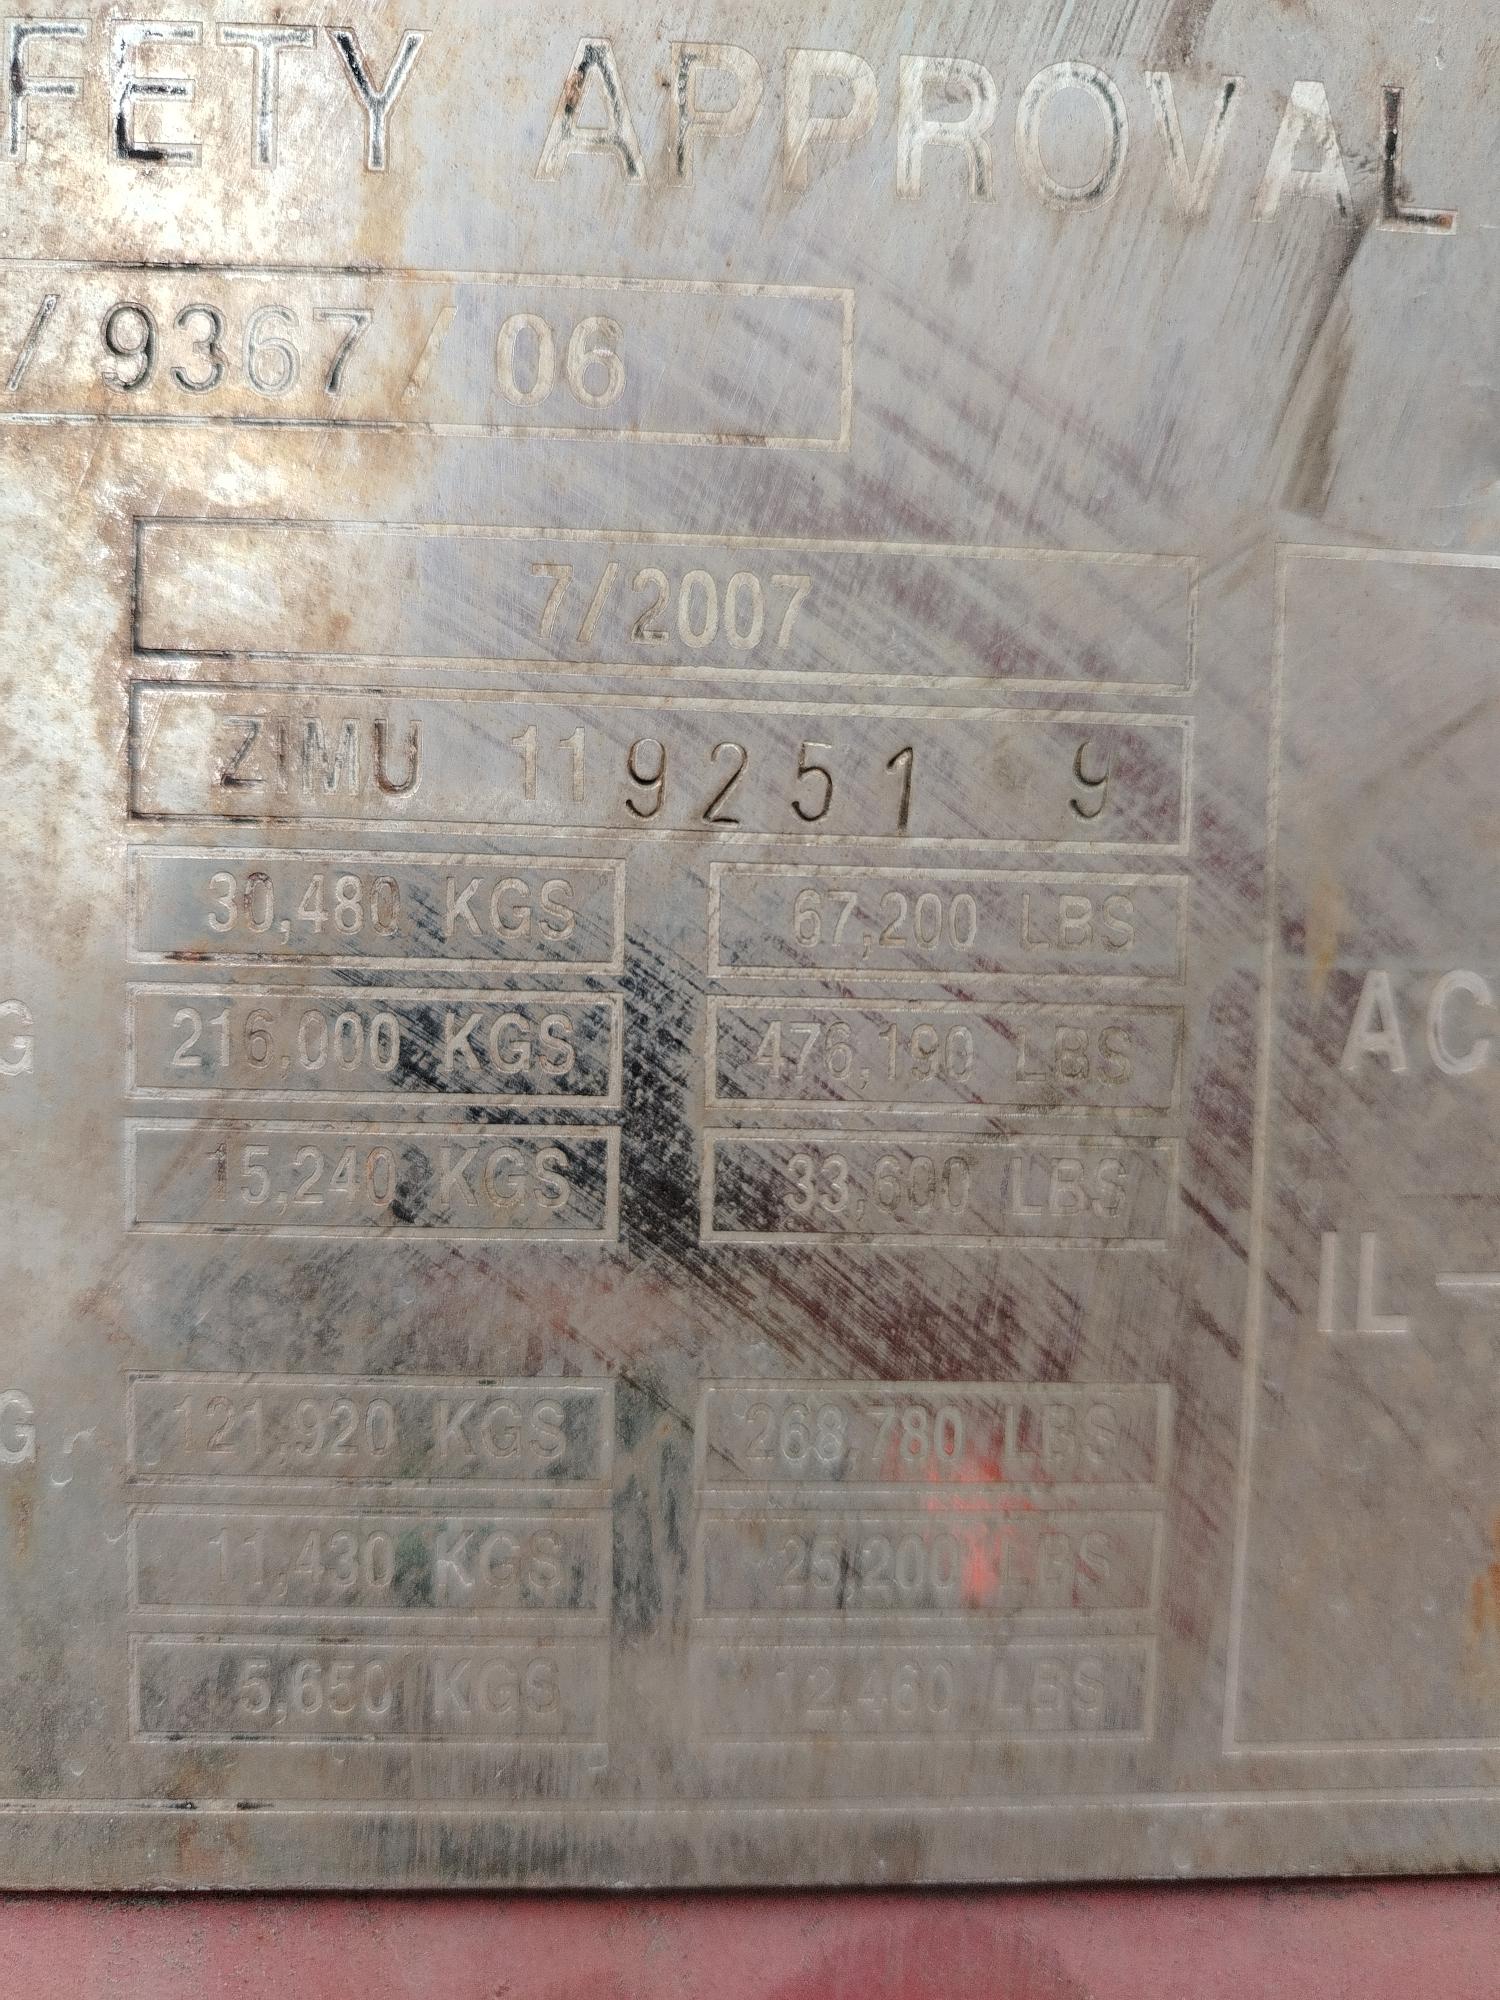 FETY APPROVAL
/ 9367 / 06
7/2007
ZIMU 119251 9
30,480 KGS 67,200 LBS
G 216,000 KGS 476,190 LBS AC
15,240 KGS 33,600 LBS
IL —
G 121,920 KGS 268,780 LBS
11,430 KGS 25,200 LBS
5,650 KGS 12,460 LBS